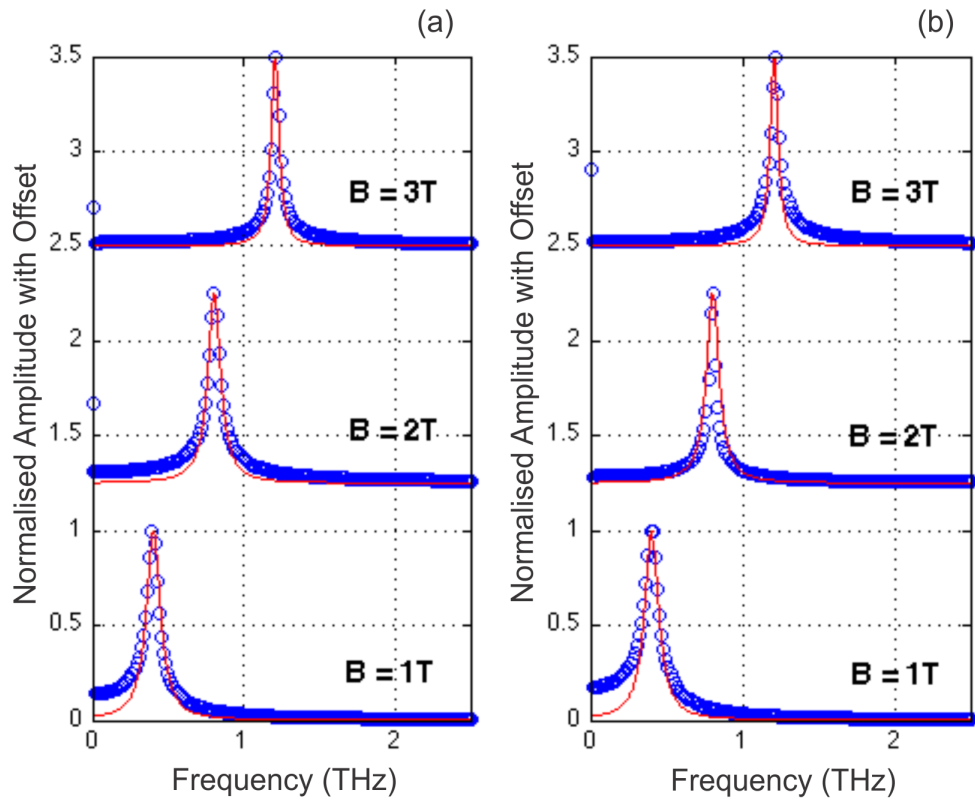 (a)
Normalised Amplitude with Offset
3.5
3
2.5
2
1.5
1
0.5
0
B = 3T
B = 2T
B = 1T
0 1 2
Frequency (THz)
(b)
Normalised Amplitude with Offset
3.5
3
2.5
2
1.5
1
0.5
0
B = 3T
B = 2T
B = 1T
0 1 2
Frequency (THz)